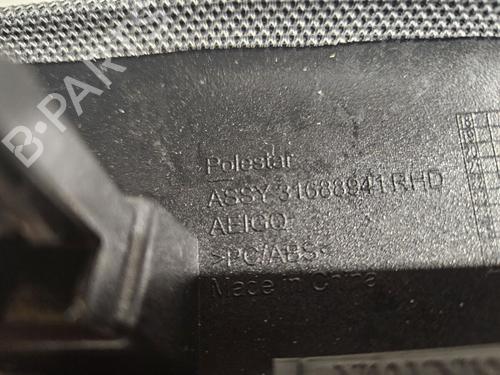 Polestar
ASSY 31688941 RHD
AEIGQ
>PC/ABS<
Made in China
B-PARTS